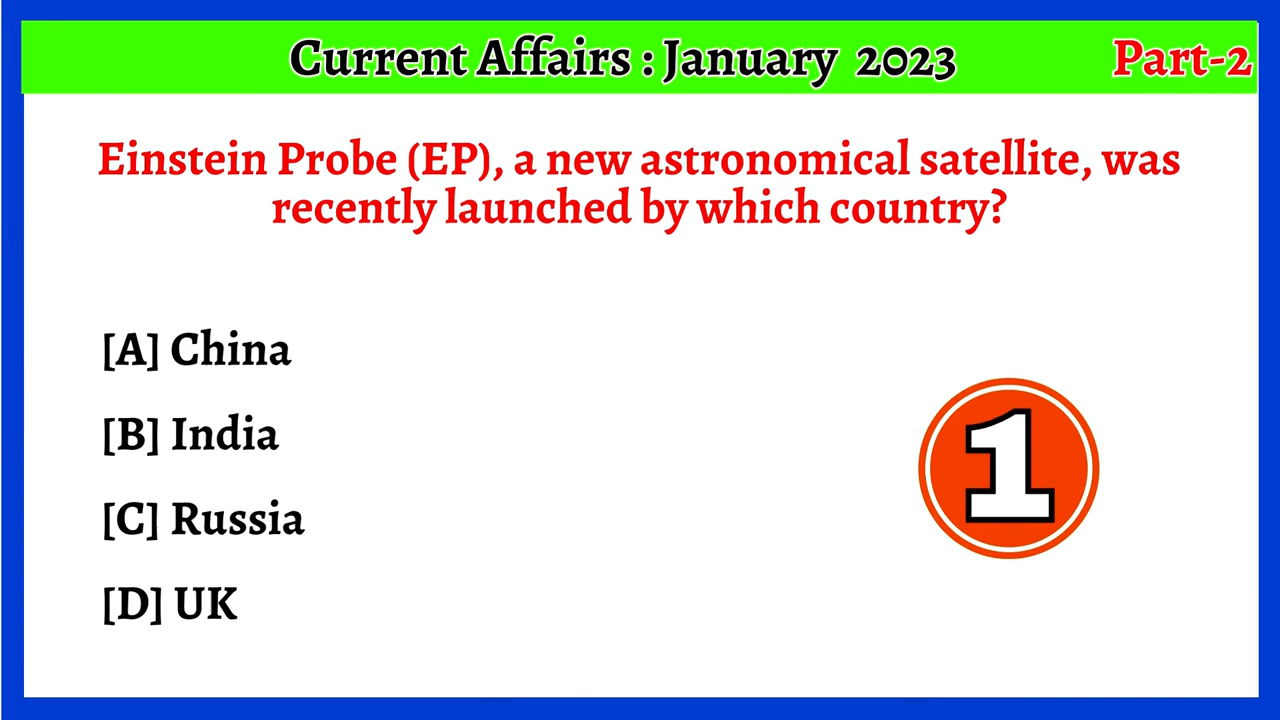 Current Affairs : January 2023 Part-2
Einstein Probe (EP), a new astronomical satellite, was
recently launched by which country?
[A] China
[B] India
[C] Russia
[D] UK
1